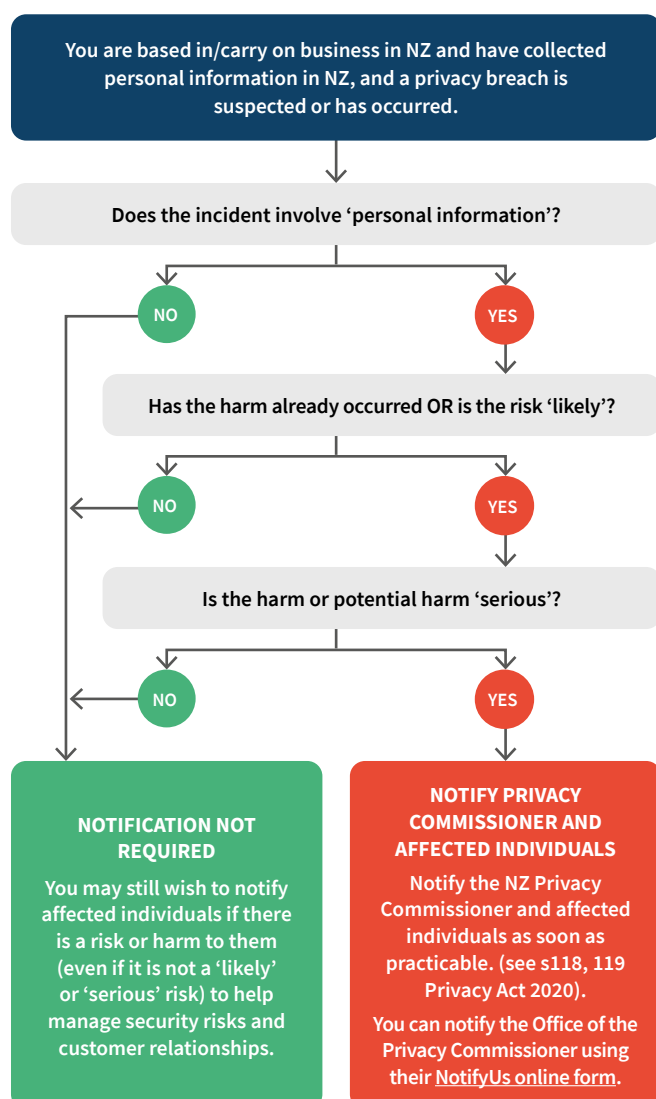 You are based in/carry on business in NZ and have collected
personal information in NZ, and a privacy breach is
suspected or has occurred.
Does the incident involve ‘personal information’?
NO
YES
Has the harm already occurred OR is the risk ‘likely’?
NO
YES
Is the harm or potential harm ‘serious’?
NO
YES
NOTIFICATION NOT
REQUIRED
You may still wish to notify
affected individuals if there
is a risk or harm to them
(even if it is not a ‘likely’
or ‘serious’ risk) to help
manage security risks and
customer relationships.
NOTIFY PRIVACY
COMMISSIONER AND
AFFECTED INDIVIDUALS
Notify the NZ Privacy
Commissioner and affected
individuals as soon as
practicable. (see s118, 119
Privacy Act 2020).
You can notify the Office of the
Privacy Commissioner using
their NotifyUs online form.